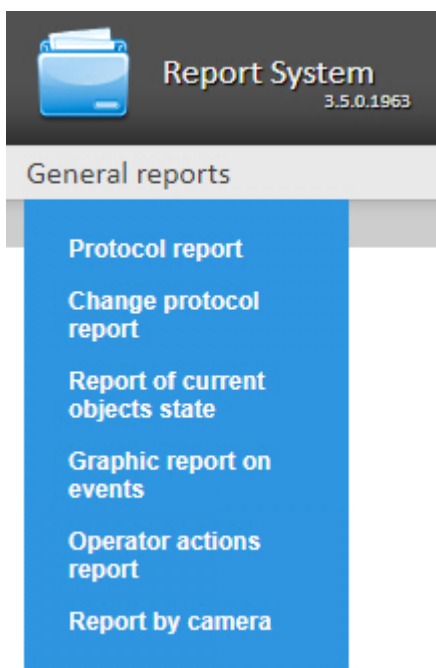 Report System
3.5.0.1963
General reports
Protocol report
Change protocol
report
Report of current
objects state
Graphic report on
events
Operator actions
report
Report by camera